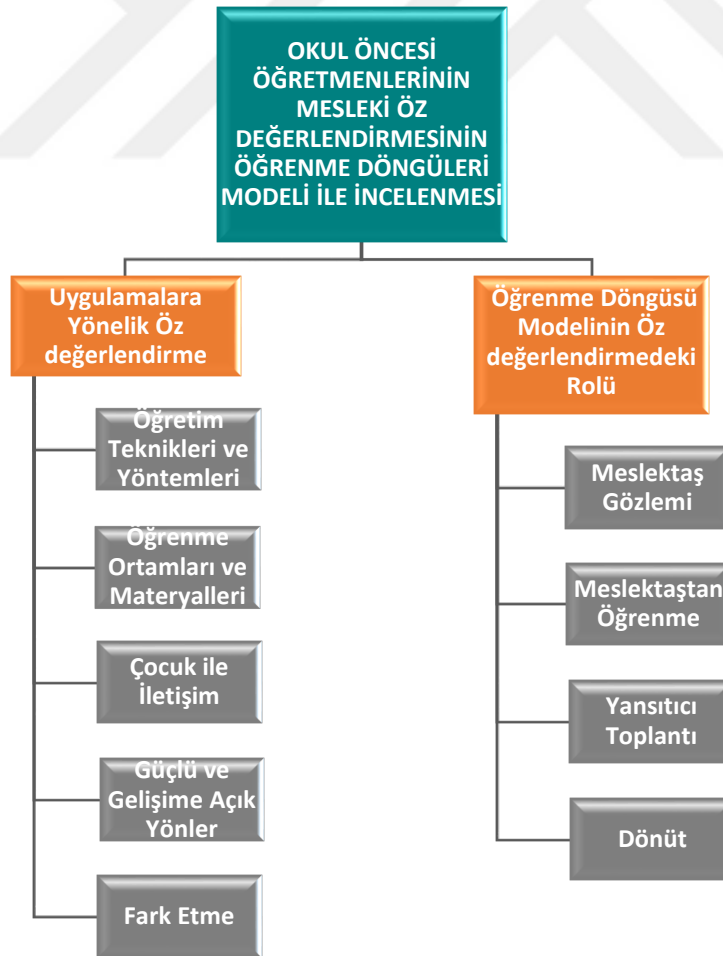 OKUL ÖNCESİ
ÖĞRETMENLERİNİN
MESLEKİ ÖZ
DEĞERLENDİRMESİNİN
ÖĞRENME DÖNGÜLERİ
MODELİ İLE İNCELENMESİ
Uygulamalara
Yönelik Öz
değerlendirme
Öğretim
Teknikleri ve
Yöntemleri
Öğrenme
Ortamları ve
Materyalleri
Çocuk ile
İletişim
Güçlü ve
Gelişime Açık
Yönler
Fark Etme
Öğrenme Döngüsü
Modelinin Öz
değerlendirmedeki
Rolü
Meslektaş
Gözlemi
Meslektaştan
Öğrenme
Yansıtıcı
Toplantı
Dönüt